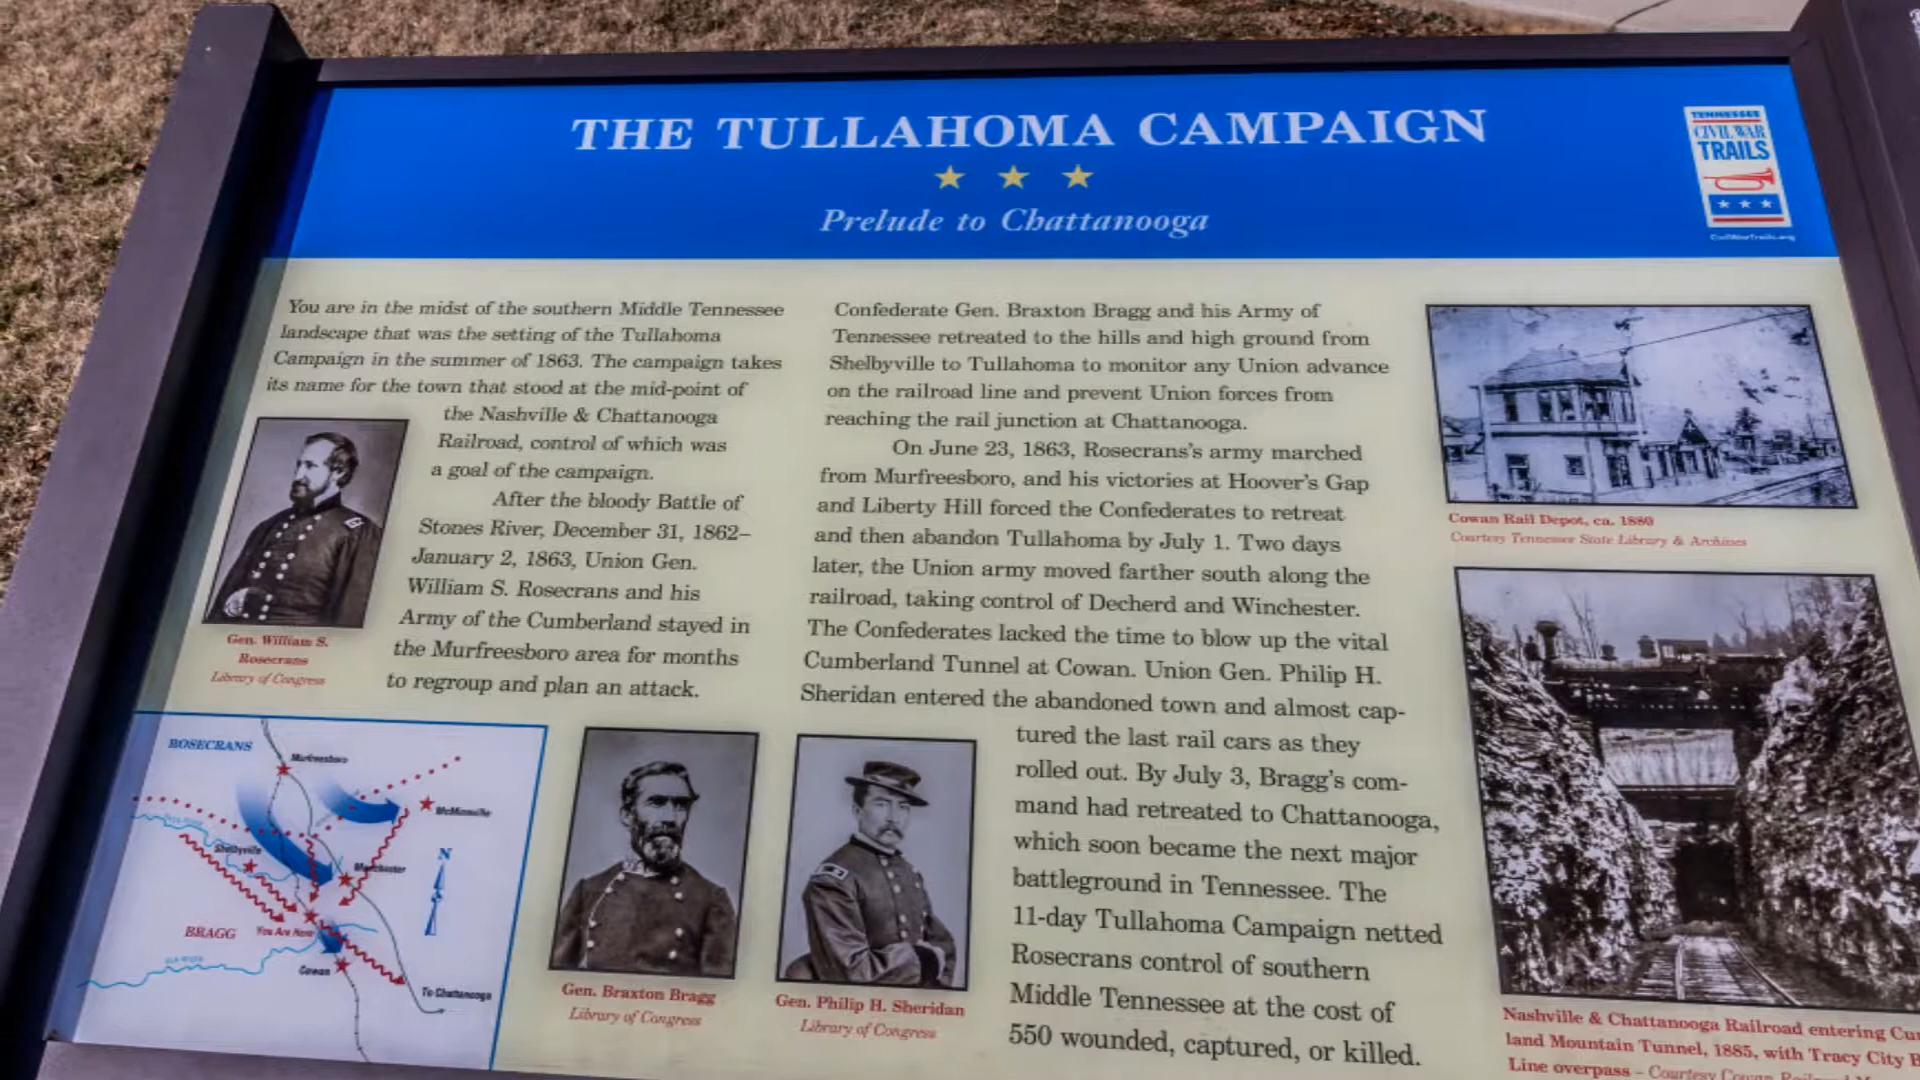 THE TULLAHOMA CAMPAIGN
Prelude to Chattanooga
TENNESSEE
CIVIL WAR
TRAILS
CivilWarTrails.org
You are in the midst of the southern Middle Tennessee
landscape that was the setting of the Tullahoma
Campaign in the summer of 1863. The campaign takes
its name for the town that stood at the mid-point of
the Nashville & Chattanooga
Railroad, control of which was
a goal of the campaign.
After the bloody Battle of
Stones River, December 31, 1862–
January 2, 1863, Union Gen.
William S. Rosecrans and his
Army of the Cumberland stayed in
the Murfreesboro area for months
to regroup and plan an attack.
Gen. William S.
Rosecrans
Library of Congress
Confederate Gen. Braxton Bragg and his Army of
Tennessee retreated to the hills and high ground from
Shelbyville to Tullahoma to monitor any Union advance
on the railroad line and prevent Union forces from
reaching the rail junction at Chattanooga.
On June 23, 1863, Rosecrans's army marched
from Murfreesboro, and his victories at Hoover's Gap
and Liberty Hill forced the Confederates to retreat
and then abandon Tullahoma by July 1. Two days
later, the Union army moved farther south along the
railroad, taking control of Decherd and Winchester.
The Confederates lacked the time to blow up the vital
Cumberland Tunnel at Cowan. Union Gen. Philip H.
Sheridan entered the abandoned town and almost cap-
tured the last rail cars as they
rolled out. By July 3, Bragg's com-
mand had retreated to Chattanooga,
which soon became the next major
battleground in Tennessee. The
11-day Tullahoma Campaign netted
Rosecrans control of southern
Middle Tennessee at the cost of
550 wounded, captured, or killed.
ROSECRANS
Murfreesboro
McMinnville
Shelbyville
Manchester
N
BRAGG
You Are Here
ELK RIVER
Cowan
To Chattanooga
Gen. Braxton Bragg
Library of Congress
Gen. Philip H. Sheridan
Library of Congress
Cowan Rail Depot, ca. 1880
Courtesy Tennessee State Library & Archives
Nashville & Chattanooga Railroad entering Cu
land Mountain Tunnel, 1885, with Tracy City B
Line overpass – Courtesy Cowan Railroad M